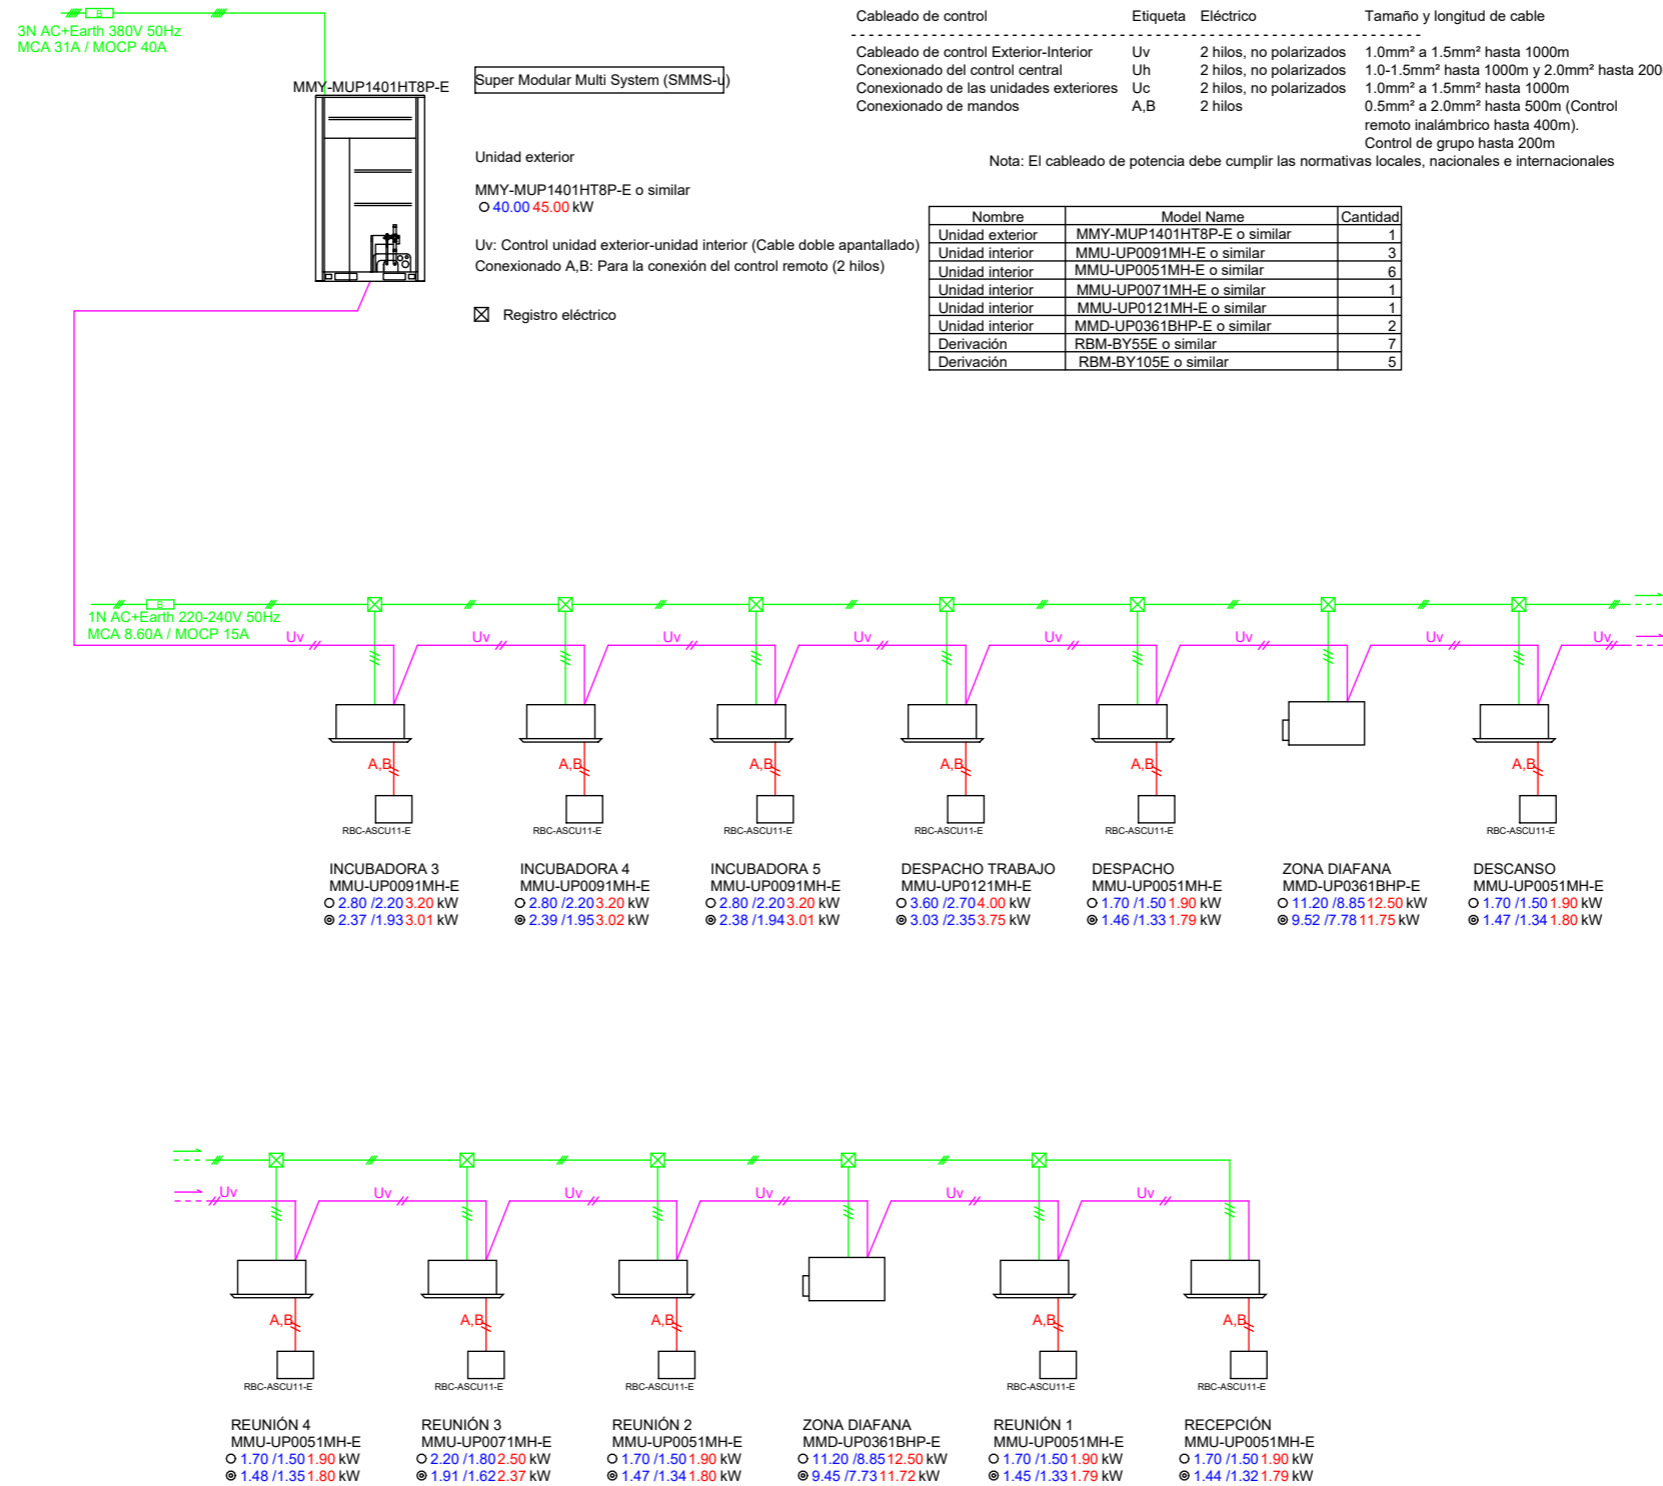 B
3N AC+Earth 380V 50Hz
MCA 31A / MOCP 40A
MMY-MUP1401HT8P-E
Super Modular Multi System (SMMS-u)
Unidad exterior
MMY-MUP1401HT8P-E o similar
40.00 45.00 kW
Uv: Control unidad exterior-unidad interior (Cable doble apantallado)
Conexionado A,B: Para la conexión del control remoto (2 hilos)
Registro eléctrico
Cableado de control Etiqueta Eléctrico Tamaño y longitud de cable
Cableado de control Exterior-Interior Uv 2 hilos, no polarizados 1.0mm² a 1.5mm² hasta 1000m
Conexionado del control central Uh 2 hilos, no polarizados 1.0-1.5mm² hasta 1000m y 2.0mm² hasta 200
Conexionado de las unidades exteriores Uc 2 hilos, no polarizados 1.0mm² a 1.5mm² hasta 1000m
Conexionado de mandos A,B 2 hilos 0.5mm² a 2.0mm² hasta 500m (Control
remoto inalámbrico hasta 400m).
Control de grupo hasta 200m
Nota: El cableado de potencia debe cumplir las normativas locales, nacionales e internacionales
Nombre Model Name Cantidad
Unidad exterior MMY-MUP1401HT8P-E o similar 1
Unidad interior MMU-UP0091MH-E o similar 3
Unidad interior MMU-UP0051MH-E o similar 6
Unidad interior MMU-UP0071MH-E o similar 1
Unidad interior MMU-UP0121MH-E o similar 1
Unidad interior MMD-UP0361BHP-E o similar 2
Derivación RBM-BY55E o similar 7
Derivación RBM-BY105E o similar 5
B
1N AC+Earth 220-240V 50Hz
MCA 8.60A / MOCP 15A
Uv Uv Uv Uv Uv Uv Uv Uv
A,B A,B A,B A,B A,B A,B
RBC-ASCU11-E RBC-ASCU11-E RBC-ASCU11-E RBC-ASCU11-E RBC-ASCU11-E RBC-ASCU11-E
INCUBADORA 3 INCUBADORA 4 INCUBADORA 5 DESPACHO TRABAJO DESPACHO ZONA DIAFANA DESCANSO
MMU-UP0091MH-E MMU-UP0091MH-E MMU-UP0091MH-E MMU-UP0121MH-E MMU-UP0051MH-E MMD-UP0361BHP-E MMU-UP0051MH-E
2.80 /2.20 3.20 kW 2.80 /2.20 3.20 kW 2.80 /2.20 3.20 kW 3.60 /2.70 4.00 kW 1.70 /1.50 1.90 kW 11.20 /8.85 12.50 kW 1.70 /1.50 1.90 kW
2.37 /1.93 3.01 kW 2.39 /1.95 3.02 kW 2.38 /1.94 3.01 kW 3.03 /2.35 3.75 kW 1.46 /1.33 1.79 kW 9.52 /7.78 11.75 kW 1.47 /1.34 1.80 kW
Uv Uv Uv Uv Uv Uv
A,B A,B A,B A,B A,B
RBC-ASCU11-E RBC-ASCU11-E RBC-ASCU11-E RBC-ASCU11-E RBC-ASCU11-E
REUNIÓN 4 REUNIÓN 3 REUNIÓN 2 ZONA DIAFANA REUNIÓN 1 RECEPCIÓN
MMU-UP0051MH-E MMU-UP0071MH-E MMU-UP0051MH-E MMD-UP0361BHP-E MMU-UP0051MH-E MMU-UP0051MH-E
1.70 /1.50 1.90 kW 2.20 /1.80 2.50 kW 1.70 /1.50 1.90 kW 11.20 /8.85 12.50 kW 1.70 /1.50 1.90 kW 1.70 /1.50 1.90 kW
1.48 /1.35 1.80 kW 1.91 /1.62 2.37 kW 1.47 /1.34 1.80 kW 9.45 /7.73 11.72 kW 1.45 /1.33 1.79 kW 1.44 /1.32 1.79 kW